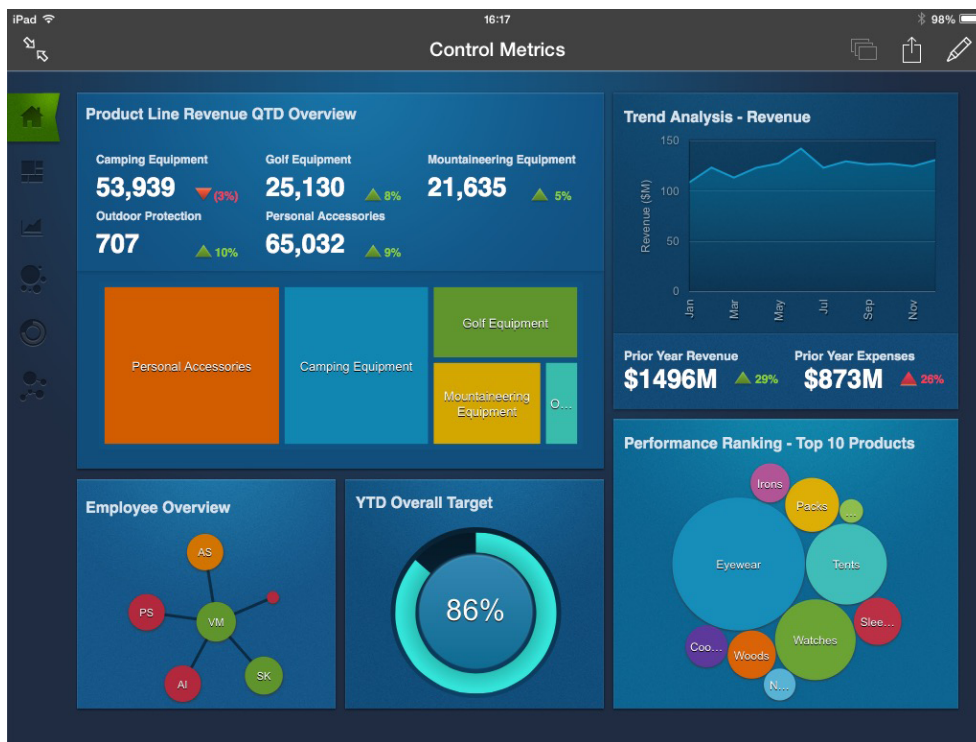 iPad 16:17 98%
Control Metrics
Product Line Revenue QTD Overview
Camping Equipment Golf Equipment Mountaineering Equipment
53,939 (3%) 25,130 8% 21,635 5%
Outdoor Protection Personal Accessories
707 10% 65,032 9%
Personal Accessories
Camping Equipment
Golf Equipment
Mountaineering
Equipment
O...
Trend Analysis - Revenue
Revenue ($M)
150
100
50
0
Jan Mar May Jul Sep Nov
Prior Year Revenue Prior Year Expenses
$1496M 29% $873M 26%
Employee Overview
AS
PS
VM
AI
SK
YTD Overall Target
86%
Performance Ranking - Top 10 Products
Irons
Packs
...
Eyewear
Tents
Slee...
Watches
Coo...
Woods
N...